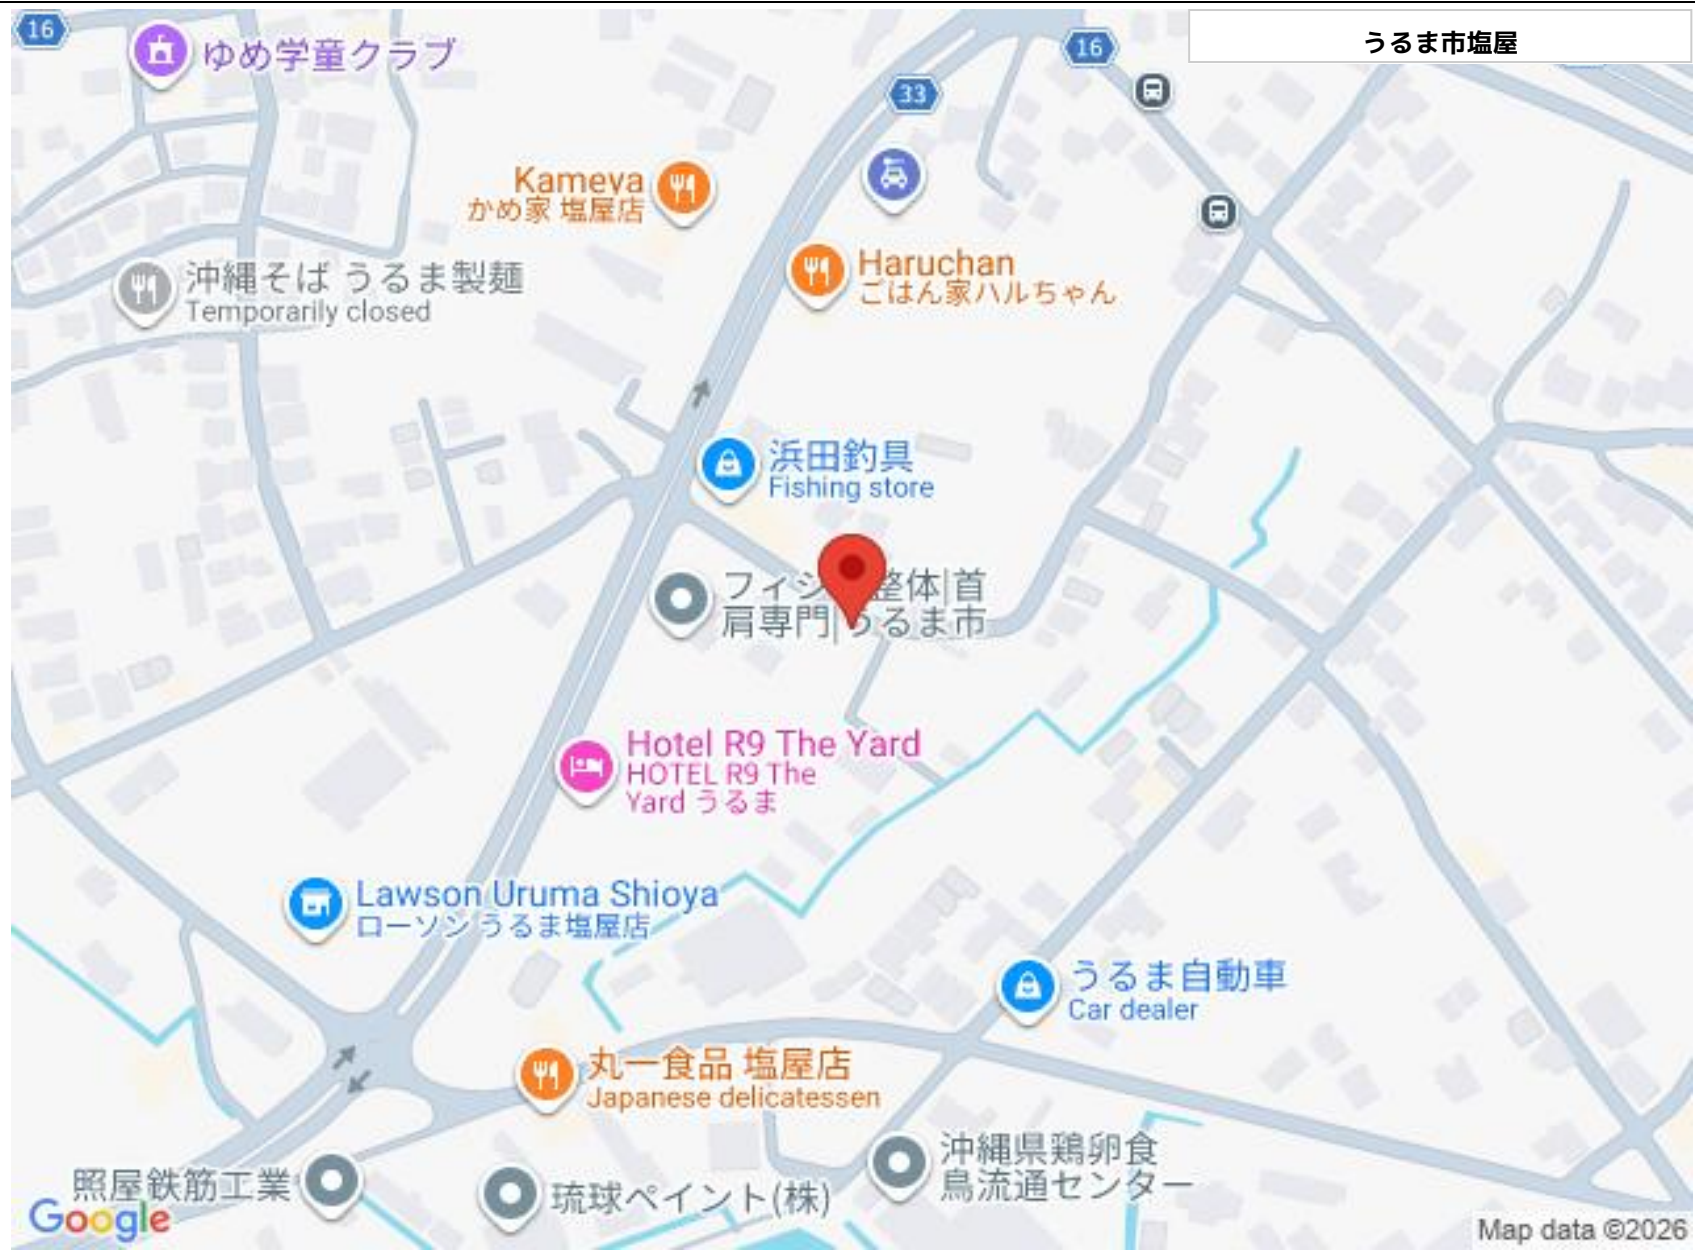 16
ゆめ学童クラブ
16
うるま市塩屋
33
Kameya
かめ家 塩屋店
Haruchan
ごはん家ハルちゃん
沖縄そば うるま製麺
Temporarily closed
浜田釣具
Fishing store
フィジ 整体|首
肩専門|うるま市
Hotel R9 The Yard
HOTEL R9 The
Yard うるま
Lawson Uruma Shioya
ローソン うるま塩屋店
うるま自動車
Car dealer
丸一食品 塩屋店
Japanese delicatessen
沖縄県鶏卵食
鳥流通センター
照屋鉄筋工業
琉球ペイント(株)
Google
Map data ©2026